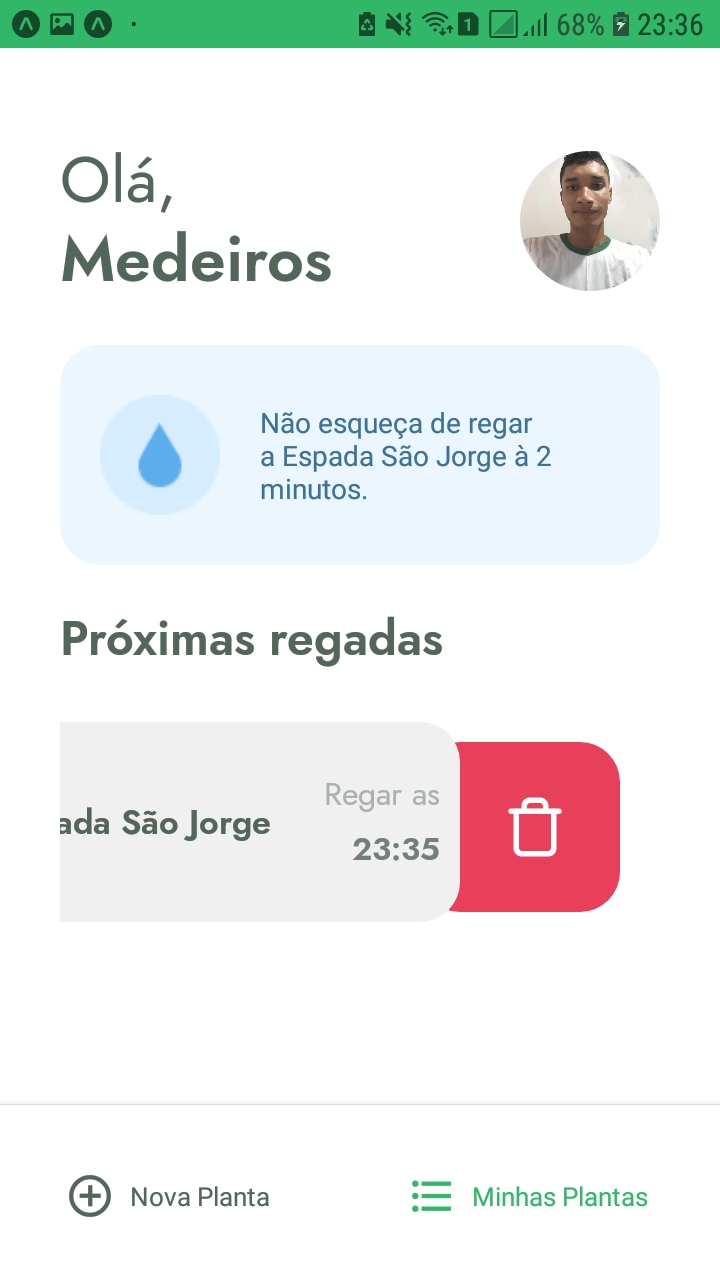 1 68% 23:36
Olá,
Medeiros
Não esqueça de regar
a Espada São Jorge à 2
minutos.
Próximas regadas
ada São Jorge
Regar as
23:35
Nova Planta
Minhas Plantas